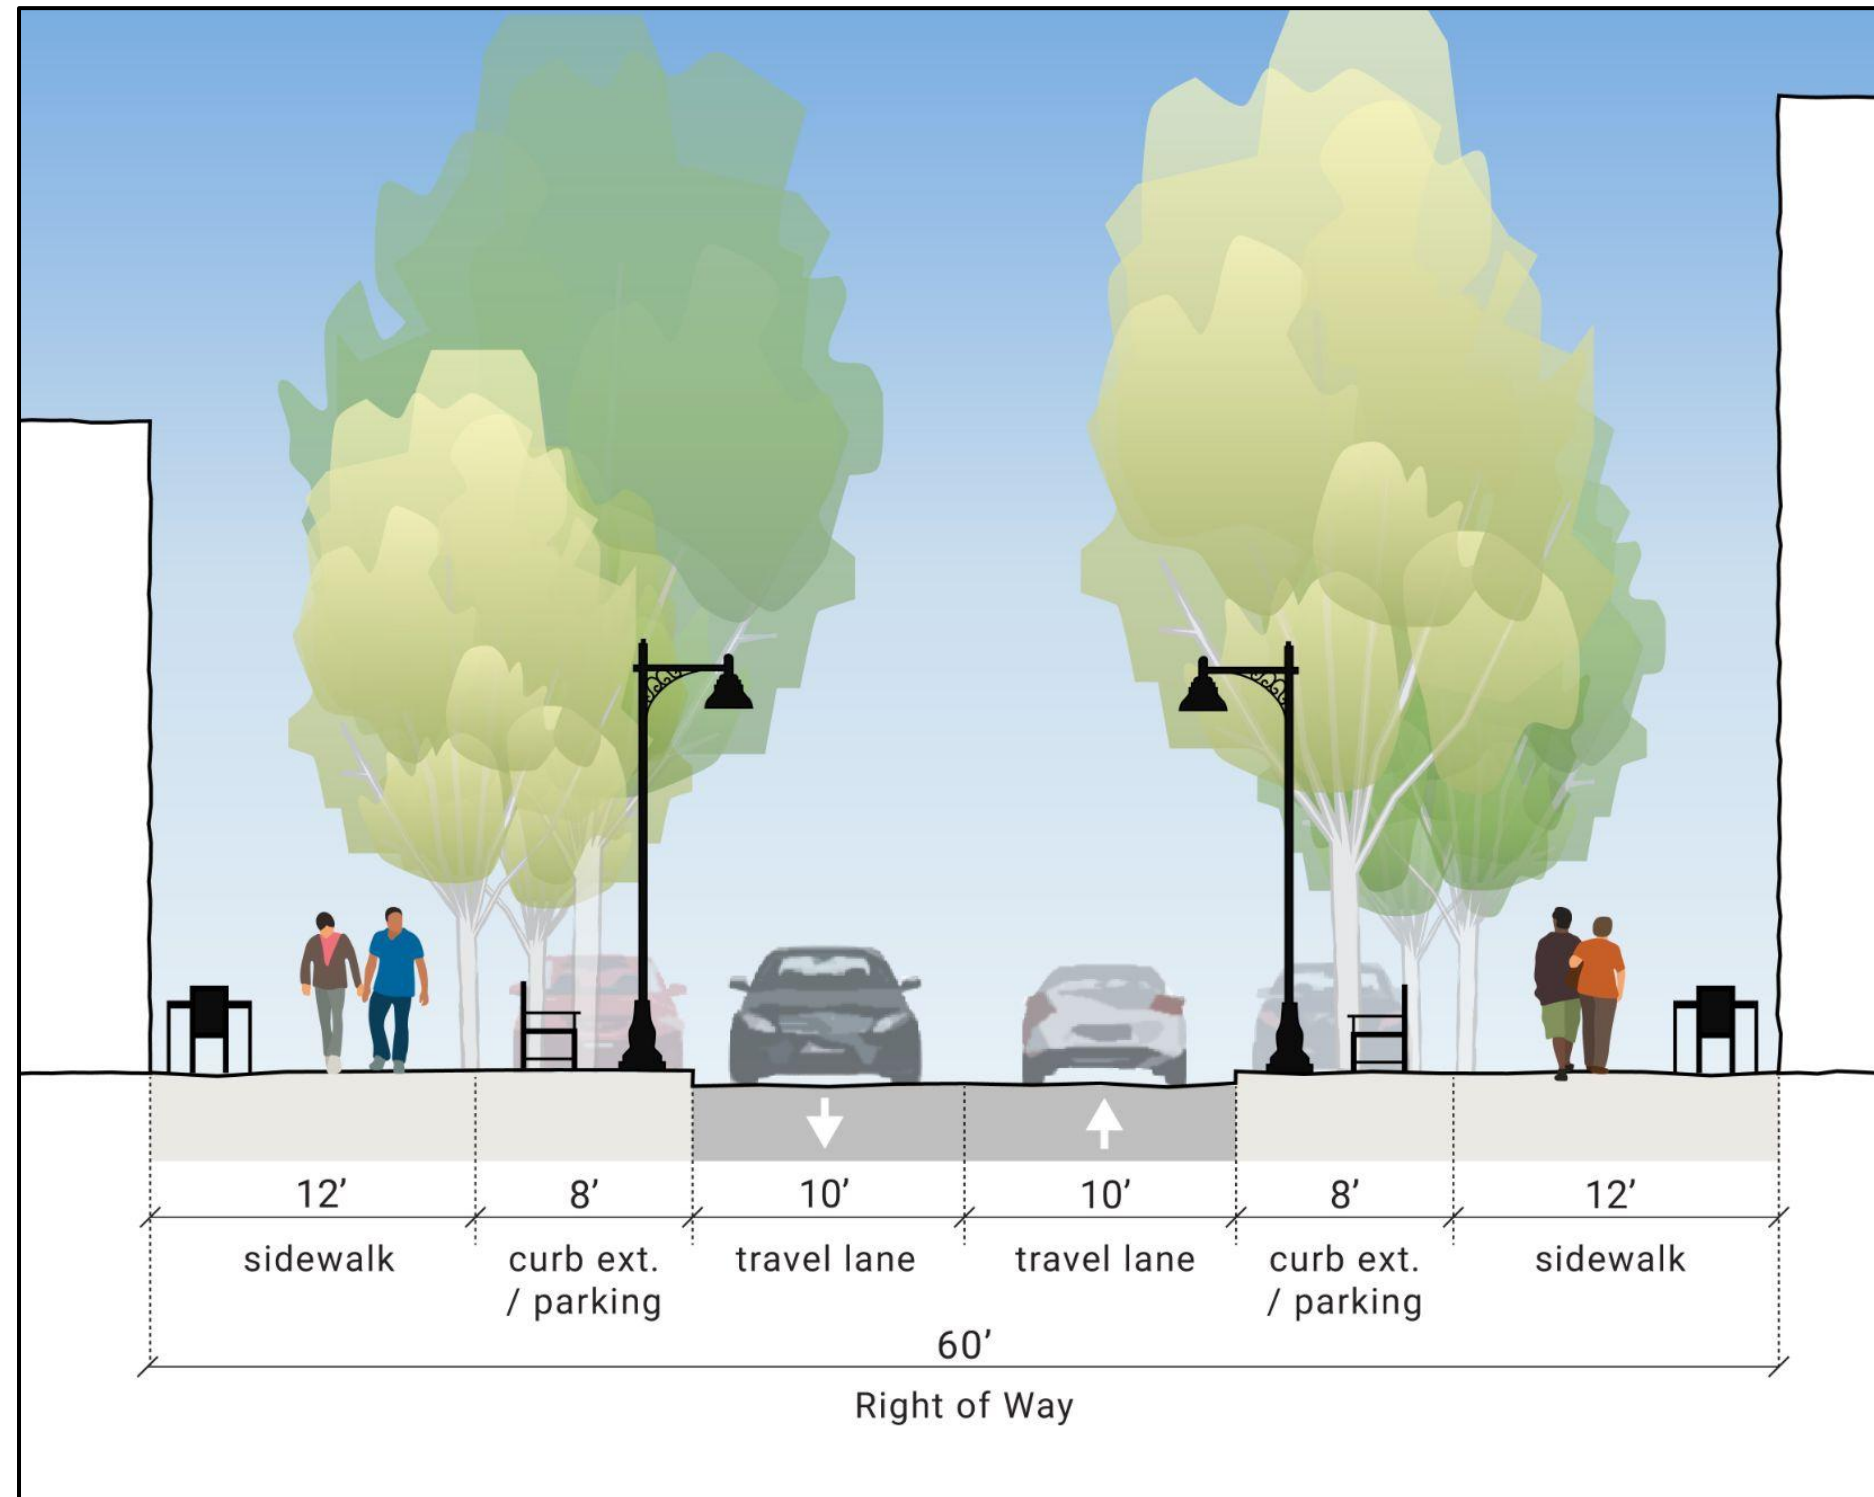 12’ 8’ 10’ 10’ 8’ 12’
sidewalk curb ext. travel lane travel lane curb ext. sidewalk
/ parking / parking
60’
Right of Way